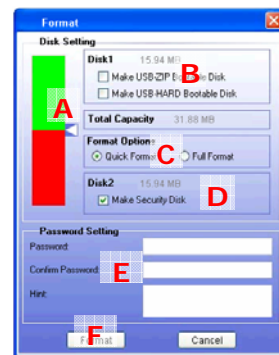 Format
Disk Setting
Disk1 15.94 MB
Make USB-ZIP Bootable Disk
B
Make USB-HARD Bootable Disk
A
Total Capacity 31.88 MB
Format Options
Quick Format Full Format
C
Disk2 15.94 MB
Make Security Disk
D
Password Setting
Password:
Confirm Password:
E
Hint:
F
Format Cancel